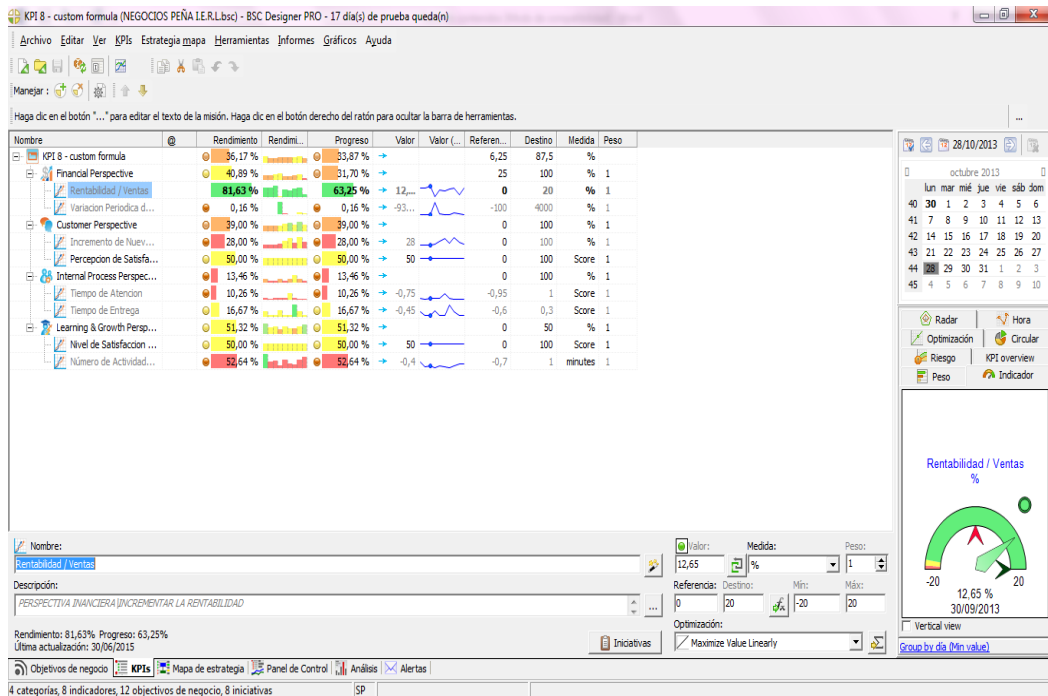 KPI 8 - custom formula (NEGOCIOS PEÑA I.E.R.L.bsc) - BSC Designer PRO - 17 día(s) de prueba queda(n)
Archivo Editar Ver KPIs Estrategia mapa Herramientas Informes Gráficos Ayuda
Manejar :
Haga clic en el botón "..." para editar el texto de la misión. Haga clic en el botón derecho del ratón para ocultar la barra de herramientas.
...
Nombre @ Rendimiento Rendimi... Progreso Valor Valor (... Referen... Destino Medida Peso
KPI 8 - custom formula 36,17 % 33,87 % 6,25 87,5 %
Financial Perspective 40,89 % 31,70 % 25 100 % 1
Rentabilidad / Ventas 81,63 % 63,25 % 12,... 0 20 % 1
Variacion Periodica d... 0,16 % 0,16 % -93... -100 4000 % 1
Customer Perspective 39,00 % 39,00 % 0 100 % 1
Incremento de Nuev... 28,00 % 28,00 % 28 0 100 % 1
Percepcion de Satisfa... 50,00 % 50,00 % 50 0 100 Score 1
Internal Process Perspec... 13,46 % 13,46 % 0 100 % 1
Tiempo de Atencion 10,26 % 10,26 % -0,75 -0,95 1 Score 1
Tiempo de Entrega 16,67 % 16,67 % -0,45 -0,6 0,3 Score 1
Learning & Growth Persp... 51,32 % 51,32 % 0 50 % 1
Nivel de Satisfaccion ... 50,00 % 50,00 % 50 0 100 Score 1
Número de Actividad... 52,64 % 52,64 % -0,4 -0,7 1 minutes 1
28/10/2013
octubre 2013
lun mar mié jue vie sáb dom
40 30 1 2 3 4 5 6
41 7 8 9 10 11 12 13
42 14 15 16 17 18 19 20
43 21 22 23 24 25 26 27
44 28 29 30 31 1 2 3
45 4 5 6 7 8 9 10
Radar Hora
Optimización Circular
Riesgo KPI overview
Peso Indicador
Rentabilidad / Ventas
%
-20 20
12,65 %
30/09/2013
Vertical view
Group by día (Min value)
Nombre:
Rentabilidad / Ventas
Descripción:
PERSPECTIVA INANCIERA\INCREMENTAR LA RENTABILIDAD
...
Rendimiento: 81,63% Progreso: 63,25%
Última actualización: 30/06/2015
Iniciativas
Valor: Medida: Peso:
12,65 % 1
Referencia: Destino: Mín: Máx:
0 20 -20 20
Optimización:
Maximize Value Linearly
Objetivos de negocio KPIs Mapa de estrategia Panel de Control Análisis Alertas
4 categorías, 8 indicadores, 12 objetivos de negocio, 8 iniciativas SP